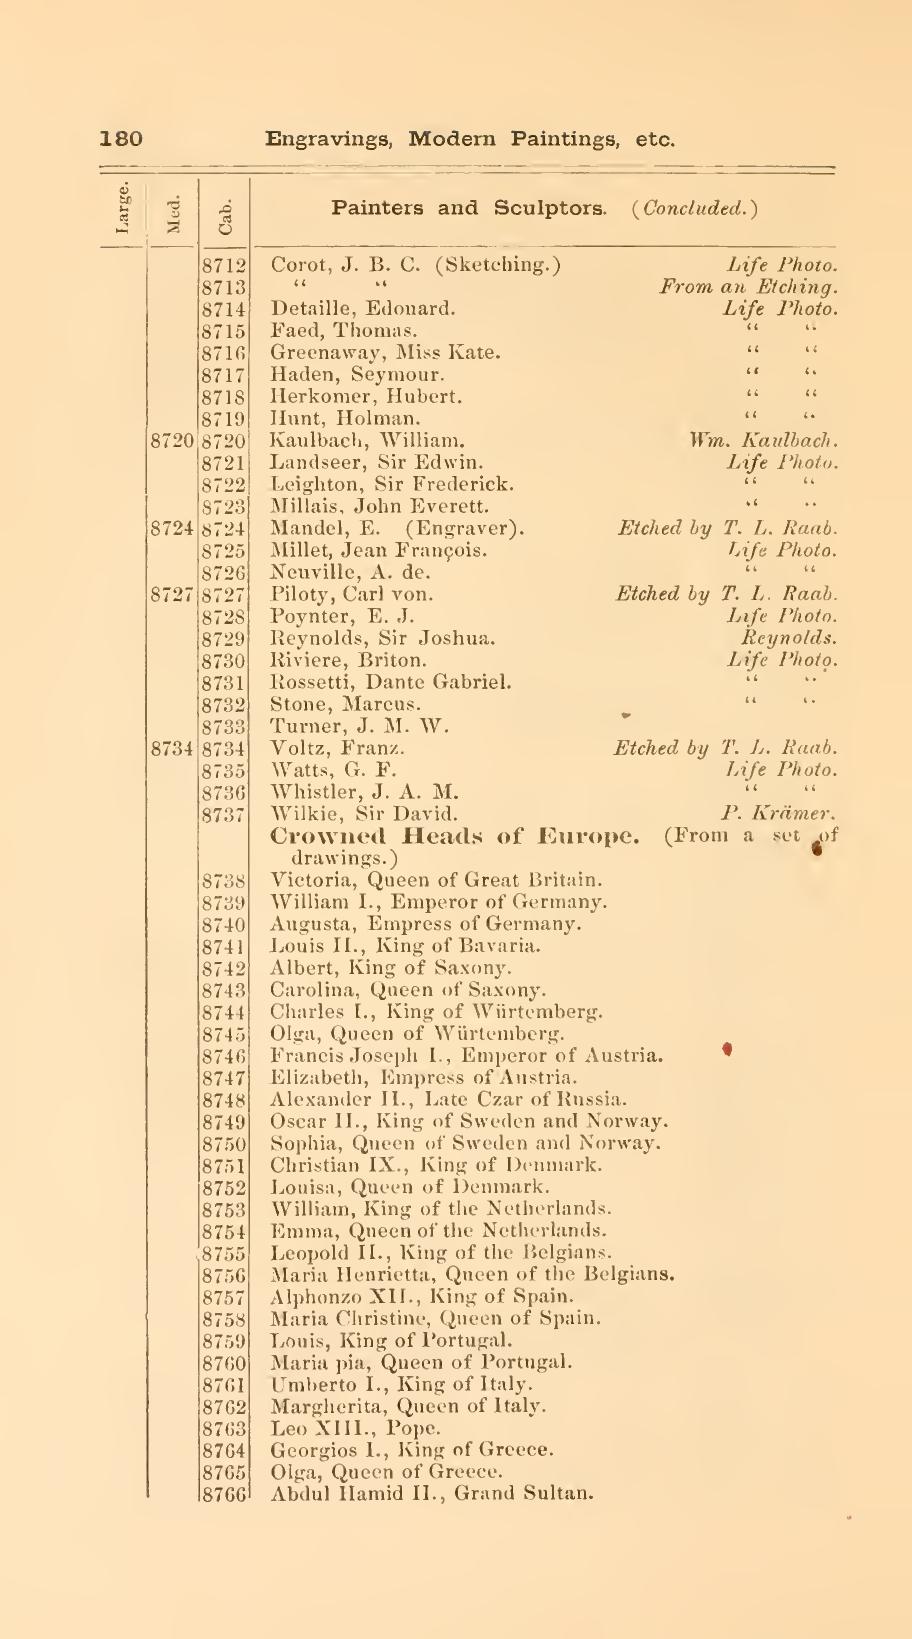 180 Engravings, Modern Paintings, etc.
Large. Med. Cab. Painters and Sculptors. (Concluded.)
8712 Corot, J. B. C. (Sketching.) Life Photo.
8713 “ “ From an Etching.
8714 Detaille, Edouard. Life Photo.
8715 Faed, Thomas. “ “
8716 Greenaway, Miss Kate. “ “
8717 Haden, Seymour. “ “
8718 Herkomer, Hubert. “ “
8719 Hunt, Holman. “ “
8720 8720 Kaulbach, William. Wm. Kaulbach.
8721 Landseer, Sir Edwin. Life Photo.
8722 Leighton, Sir Frederick. “ “
8723 Millais, John Everett. “ “
8724 8724 Mandel, E. (Engraver). Etched by T. L. Raab.
8725 Millet, Jean François. Life Photo.
8726 Neuville, A. de. “ “
8727 8727 Piloty, Carl von. Etched by T. L. Raab.
8728 Poynter, E. J. Life Photo.
8729 Reynolds, Sir Joshua. Reynolds.
8730 Riviere, Briton. Life Photo.
8731 Rossetti, Dante Gabriel. “ “
8732 Stone, Marcus. “ “
8733 Turner, J. M. W.
8734 8734 Voltz, Franz. Etched by T. L. Raab.
8735 Watts, G. F. Life Photo.
8736 Whistler, J. A. M. “ “
8737 Wilkie, Sir David. P. Krämer.
Crowned Heads of Europe. (From a set of
drawings.)
8738 Victoria, Queen of Great Britain.
8739 William I., Emperor of Germany.
8740 Augusta, Empress of Germany.
8741 Louis II., King of Bavaria.
8742 Albert, King of Saxony.
8743 Carolina, Queen of Saxony.
8744 Charles I., King of Würtemberg.
8745 Olga, Queen of Würtemberg.
8746 Francis Joseph I., Emperor of Austria.
8747 Elizabeth, Empress of Austria.
8748 Alexander II., Late Czar of Russia.
8749 Oscar II., King of Sweden and Norway.
8750 Sophia, Queen of Sweden and Norway.
8751 Christian IX., King of Denmark.
8752 Louisa, Queen of Denmark.
8753 William, King of the Netherlands.
8754 Emma, Queen of the Netherlands.
8755 Leopold II., King of the Belgians.
8756 Maria Henrietta, Queen of the Belgians.
8757 Alphonzo XII., King of Spain.
8758 Maria Christine, Queen of Spain.
8759 Louis, King of Portugal.
8760 Maria pia, Queen of Portugal.
8761 Umberto I., King of Italy.
8762 Margherita, Queen of Italy.
8763 Leo XIII., Pope.
8764 Georgios I., King of Greece.
8765 Olga, Queen of Greece.
8766 Abdul Hamid II., Grand Sultan.